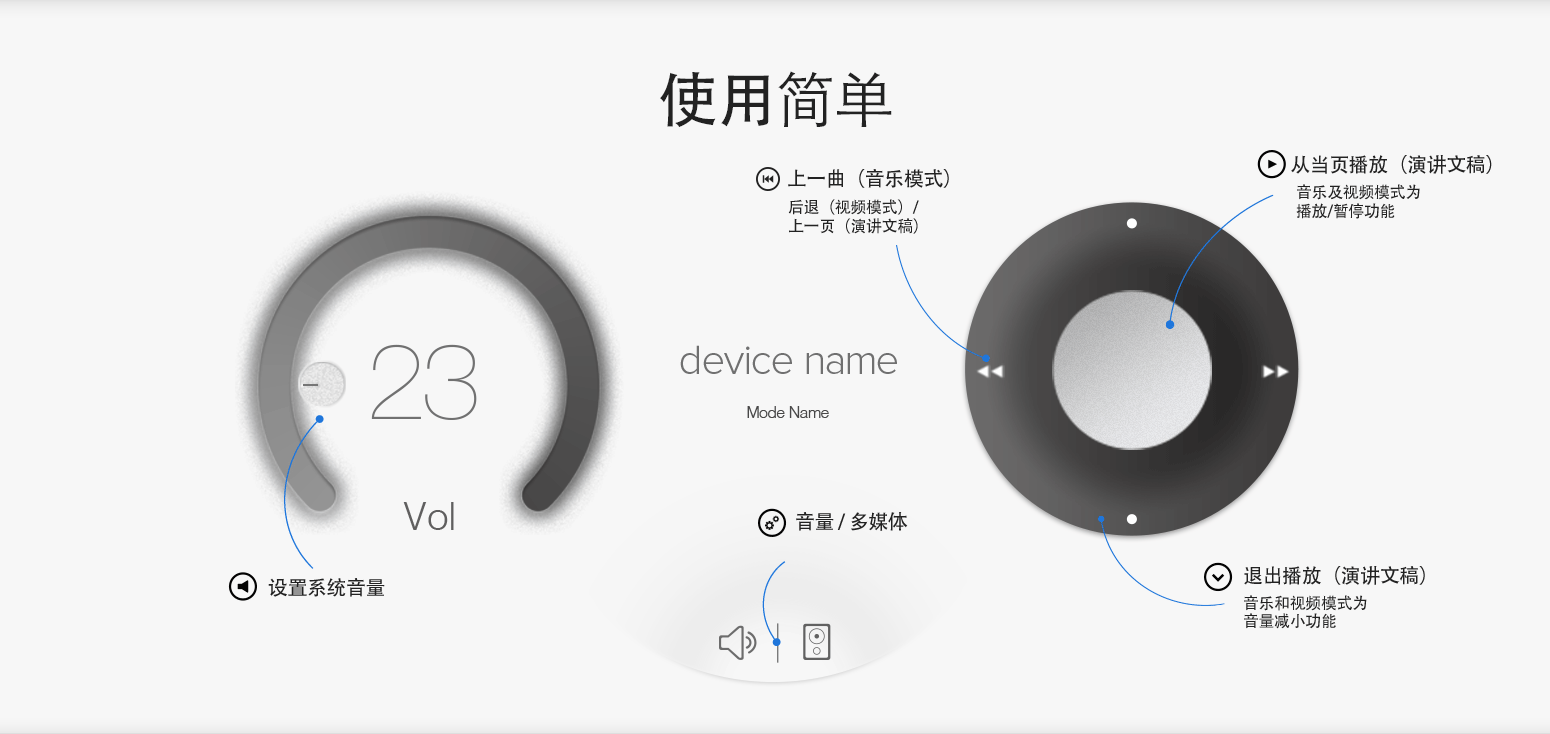 使用简单
上一曲（音乐模式）
后退（视频模式）/
上一页（演讲文稿）
从当页播放（演讲文稿）
音乐及视频模式为
播放/暂停功能
23
Vol
设置系统音量
device name
Mode Name
音量 / 多媒体
退出播放（演讲文稿）
音乐和视频模式为
音量减小功能